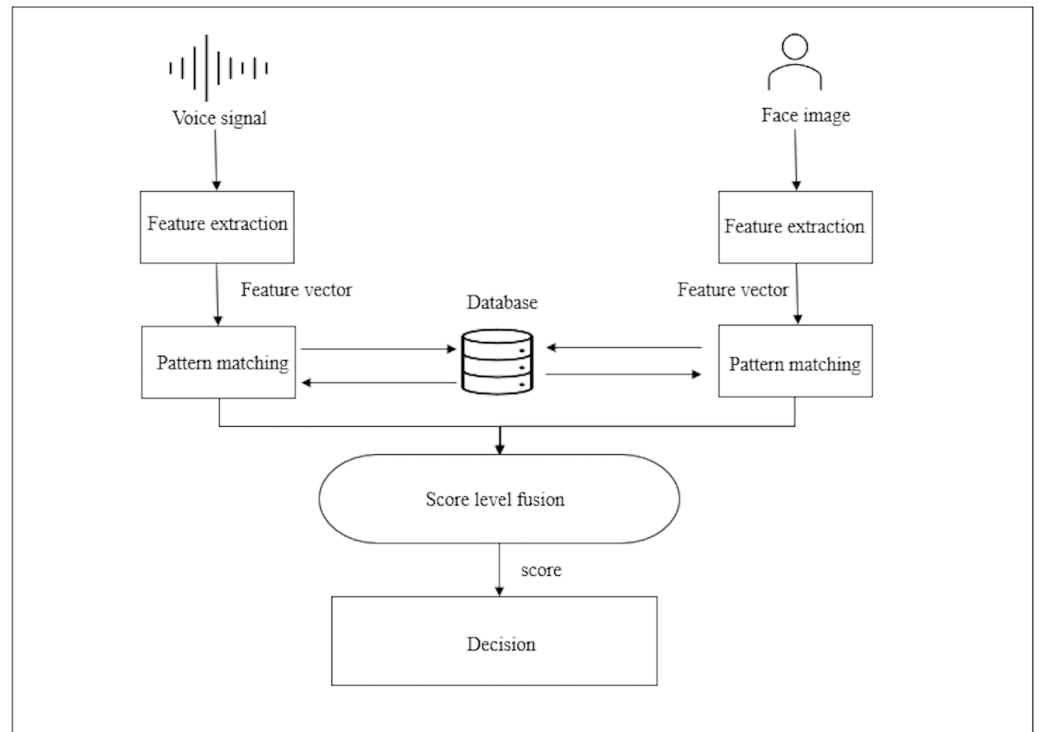 Voice signal
Face image
Feature extraction
Feature extraction
Feature vector
Feature vector
Database
Pattern matching
Pattern matching
Score level fusion
score
Decision